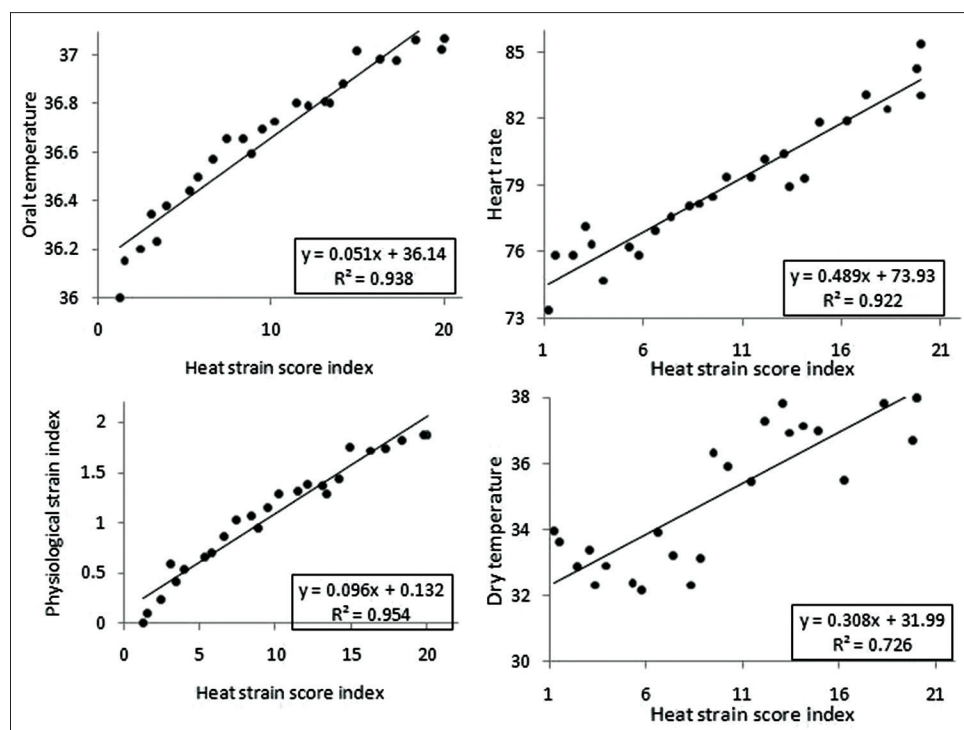 Oral temperature
37
36.8
36.6
36.4
36.2
36
y = 0.051x + 36.14
R² = 0.938
0 10 20
Heat strain score index
Heart rate
85
82
79
76
73
y = 0.489x + 73.93
R² = 0.922
1 6 11 16 21
Heat strain score index
Physiological strain index
2
1.5
1
0.5
0
y = 0.096x + 0.132
R² = 0.954
0 5 10 15 20
Heat strain score index
Dry temperature
38
36
34
32
30
y = 0.308x + 31.99
R² = 0.726
1 6 11 16 21
Heat strain score index